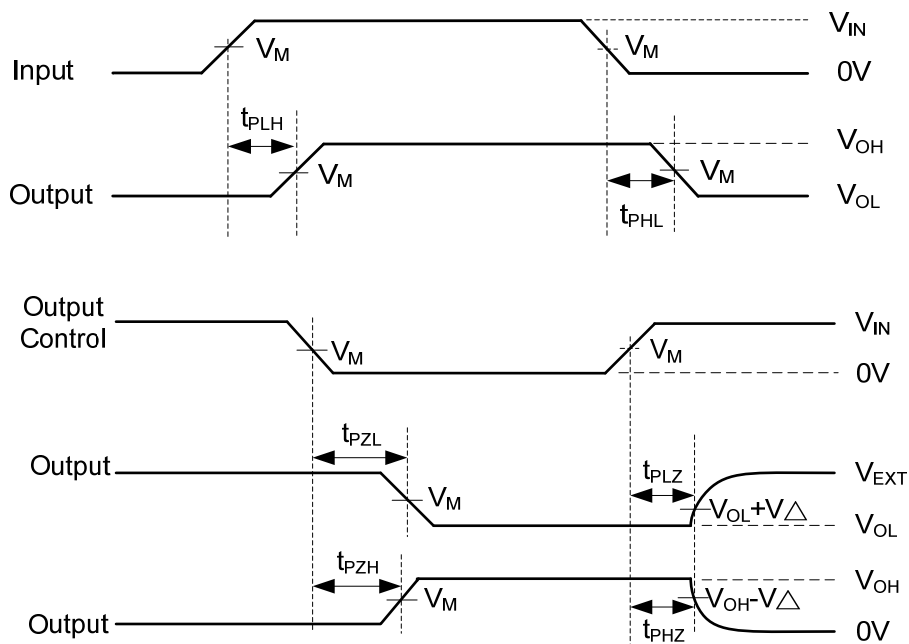 V_IN
V_M V_M
Input 0V
t_PLH
V_OH
V_M V_M
Output V_OL
t_PHL
Output
Control
V_IN
V_M V_M
0V
t_PZL
Output V_EXT
t_PLZ
V_M V_OL+V△
V_OL
t_PZH
V_OH
V_M V_OH-V△
Output 0V
t_PHZ